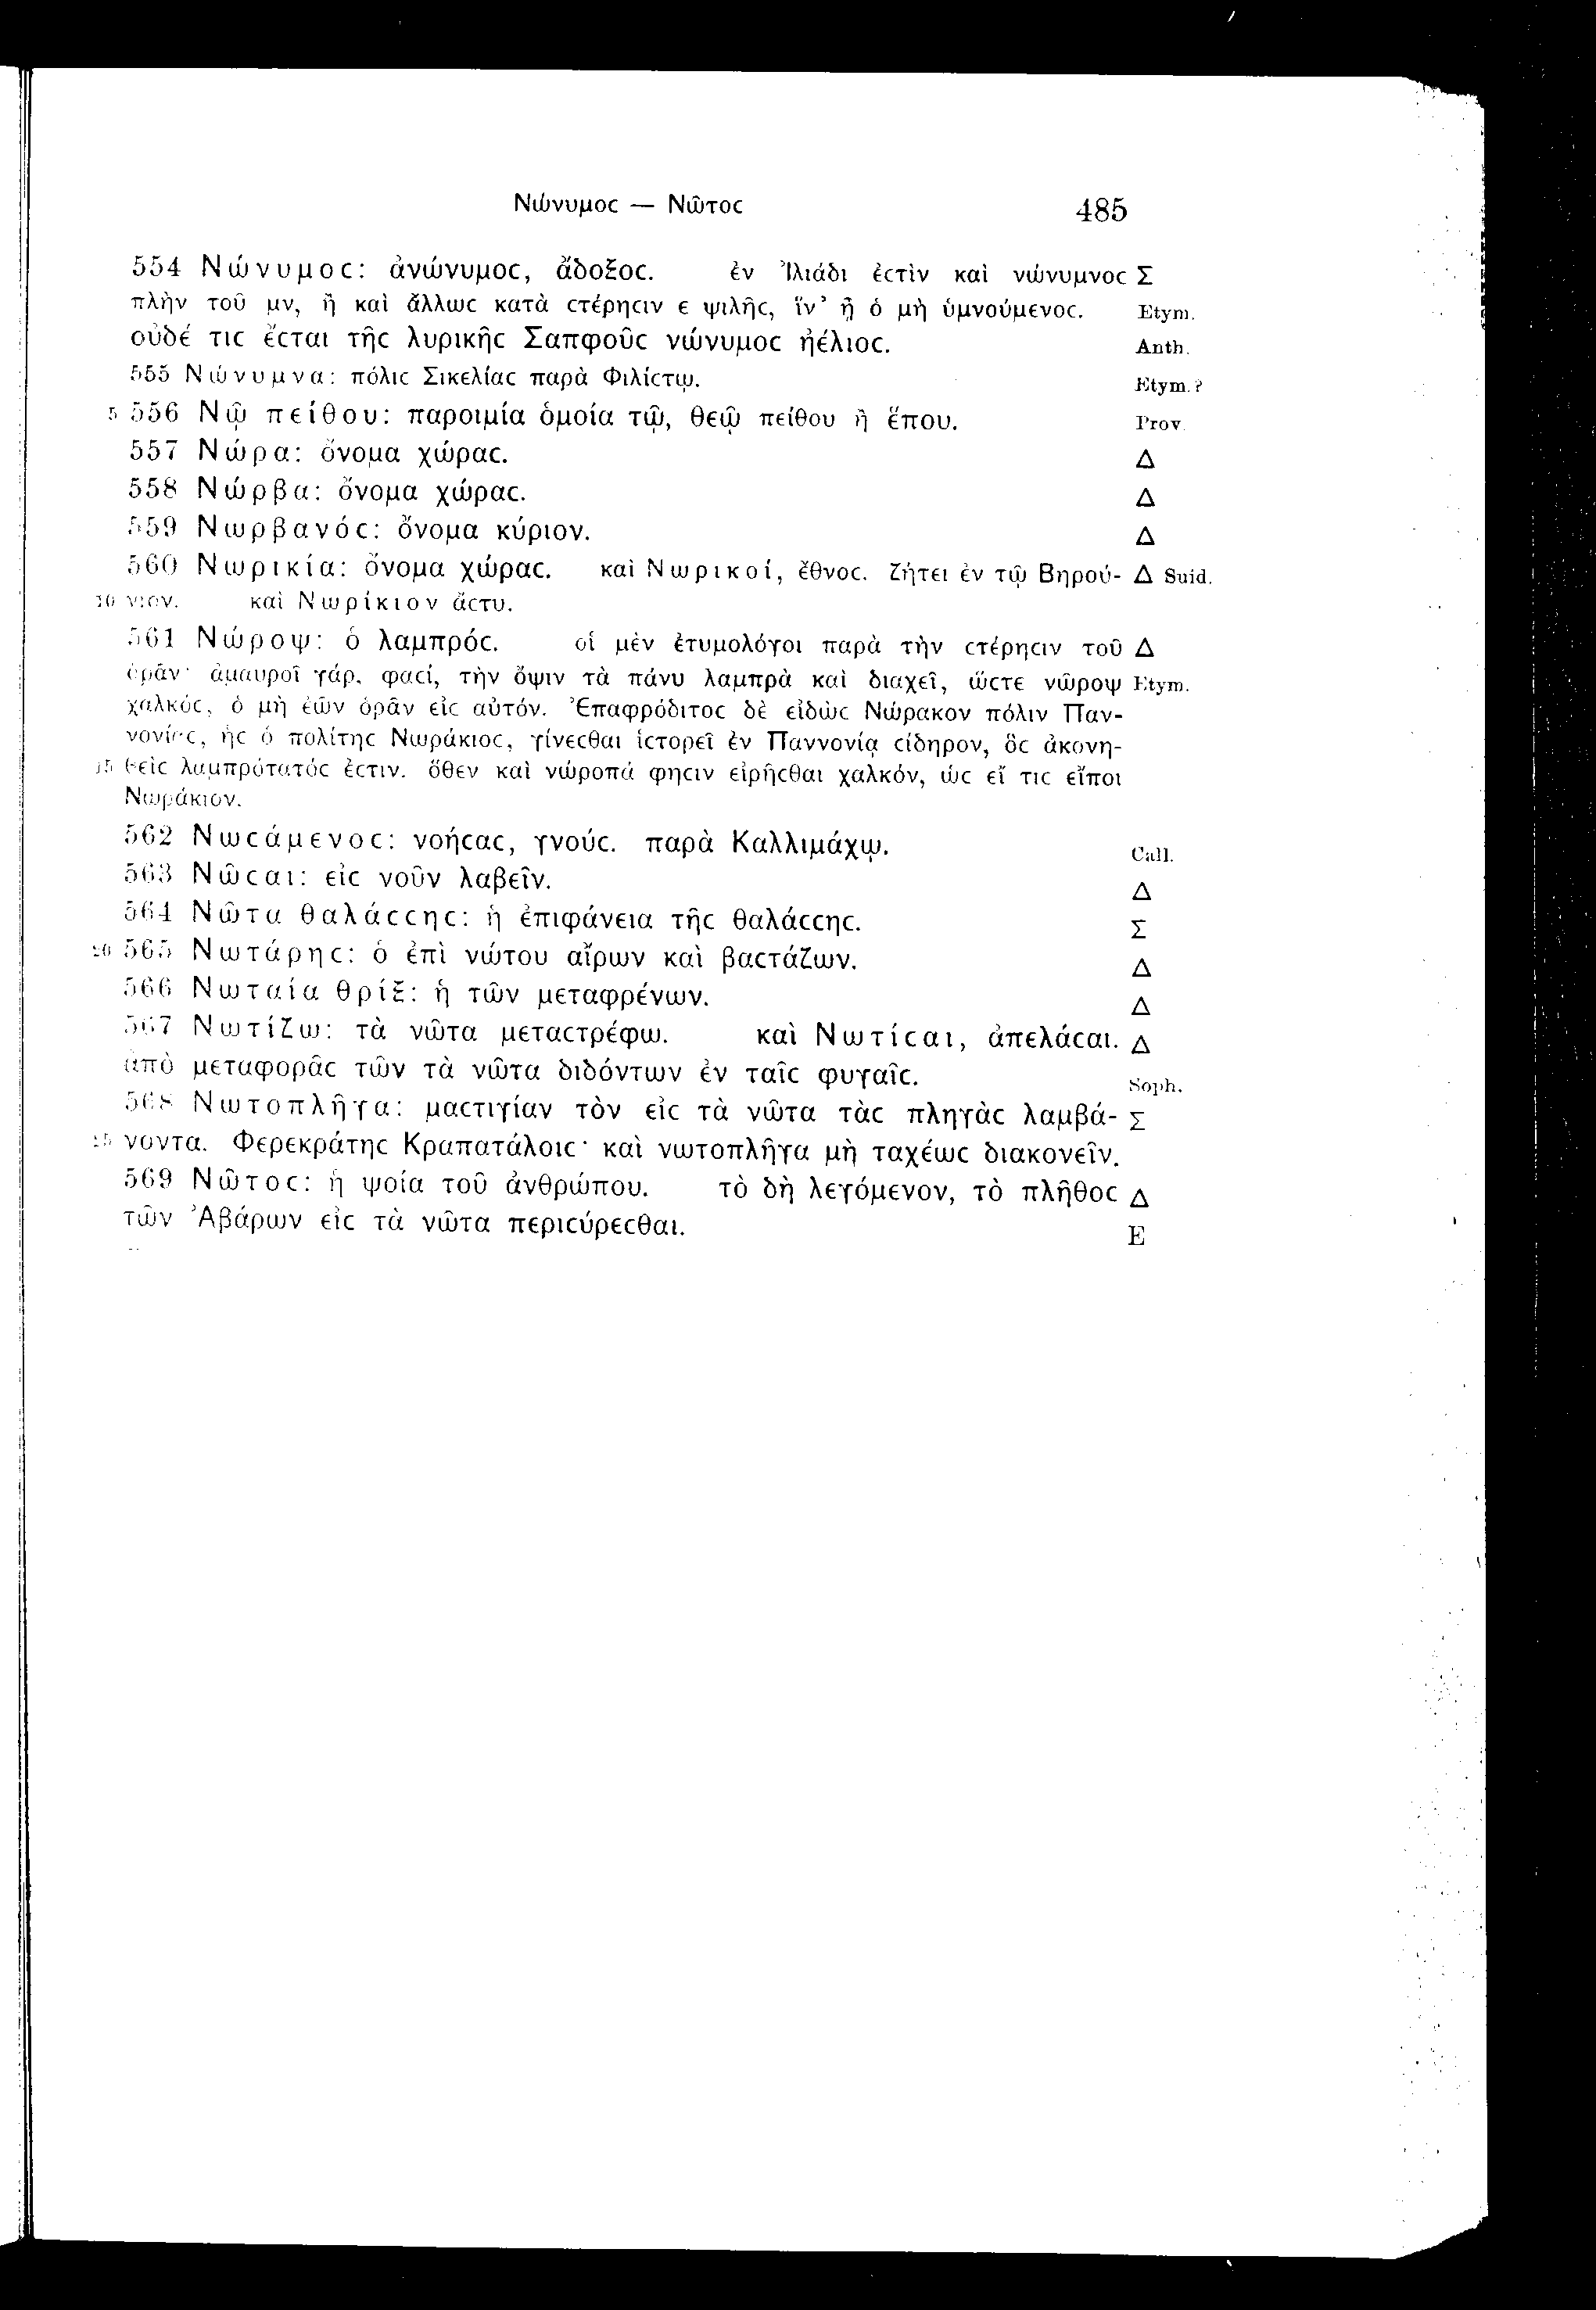 Νώνυμοϲ — Νῶτοϲ 485
554 Νώνυμοϲ: ἀνώνυμοϲ, ἄδοξοϲ. ἐν Ἰλιάδι ἐϲτὶν καὶ νώνυμνοϲ Σ
πλὴν τοῦ μν, ἢ καὶ ἄλλωϲ κατὰ ϲτέρηϲιν ε ψιλῆϲ, ἵν’ ᾖ ὁ μὴ ὑμνούμενοϲ. Etym.
οὐδέ τιϲ ἔϲται τῆϲ λυρικῆϲ Σαπφοῦϲ νώνυμοϲ ἠέλιοϲ. Anth.
555 Νώνυμνα: πόλιϲ Σικελίαϲ παρὰ Φιλίϲτῳ. Etym.?
5 556 Νῷ πείθου: παροιμία ὁμοία τῷ, θεῷ πείθου ἢ ἕπου. Prov.
557 Νώρα: ὄνομα χώραϲ. Δ
558 Νώρβα: ὄνομα χώραϲ. Δ
559 Νωρβανόϲ: ὄνομα κύριον. Δ
560 Νωρικία: ὄνομα χώραϲ. καὶ Νωρικοί, ἔθνοϲ. ζήτει ἐν τῷ Βηρού- Δ Suid.
10 νιον. καὶ Νωρίκιον ἄϲτυ.
561 Νώροψ: ὁ λαμπρόϲ. οἱ μὲν ἐτυμολόγοι παρὰ τὴν ϲτέρηϲιν τοῦ Δ
ὁρᾶν· ἀμαυροῖ γάρ, φαϲί, τὴν ὄψιν τὰ πάνυ λαμπρὰ καὶ διαχεῖ, ὥϲτε νῶροψ Etym.
χαλκόϲ, ὁ μὴ ἐῶν ὁρᾶν εἰϲ αὐτόν. Ἐπαφρόδιτοϲ δὲ εἰδὼϲ Νώρακον πόλιν Παν-
νονίαϲ, ἧϲ ὁ πολίτηϲ Νωράκιοϲ, γίνεϲθαι ἱϲτορεῖ ἐν Παννονίᾳ ϲίδηρον, ὃϲ ἀκονη-
15 θεὶϲ λαμπρότατόϲ ἐϲτιν. ὅθεν καὶ νώροπά φηϲιν εἰρῆϲθαι χαλκόν, ὡϲ εἴ τιϲ εἴποι
Νωράκιον.
562 Νωϲάμενοϲ: νοήϲαϲ, γνούϲ. παρὰ Καλλιμάχῳ. Call.
563 Νῶϲαι: εἰϲ νοῦν λαβεῖν. Δ
564 Νῶτα θαλάϲϲηϲ: ἡ ἐπιφάνεια τῆϲ θαλάϲϲηϲ. Σ
20 565 Νωτάρηϲ: ὁ ἐπὶ νώτου αἴρων καὶ βαϲτάζων. Δ
566 Νωταία θρίξ: ἡ τῶν μεταφρένων. Δ
567 Νωτίζω: τὰ νῶτα μεταϲτρέφω. καὶ Νωτίϲαι, ἀπελάϲαι. Δ
ἀπὸ μεταφορᾶϲ τῶν τὰ νῶτα διδόντων ἐν ταῖϲ φυγαῖϲ. Soph.
568 Νωτοπλῆγα: μαϲτιγίαν τὸν εἰϲ τὰ νῶτα τὰϲ πληγὰϲ λαμβά- Σ
25 νοντα. Φερεκράτηϲ Κραπατάλοιϲ· καὶ νωτοπλῆγα μὴ ταχέωϲ διακονεῖν.
569 Νῶτοϲ: ἡ ψοία τοῦ ἀνθρώπου. τὸ δὴ λεγόμενον, τὸ πλῆθοϲ Δ
τῶν Ἀβάρων εἰϲ τὰ νῶτα περιϲύρεϲθαι. E